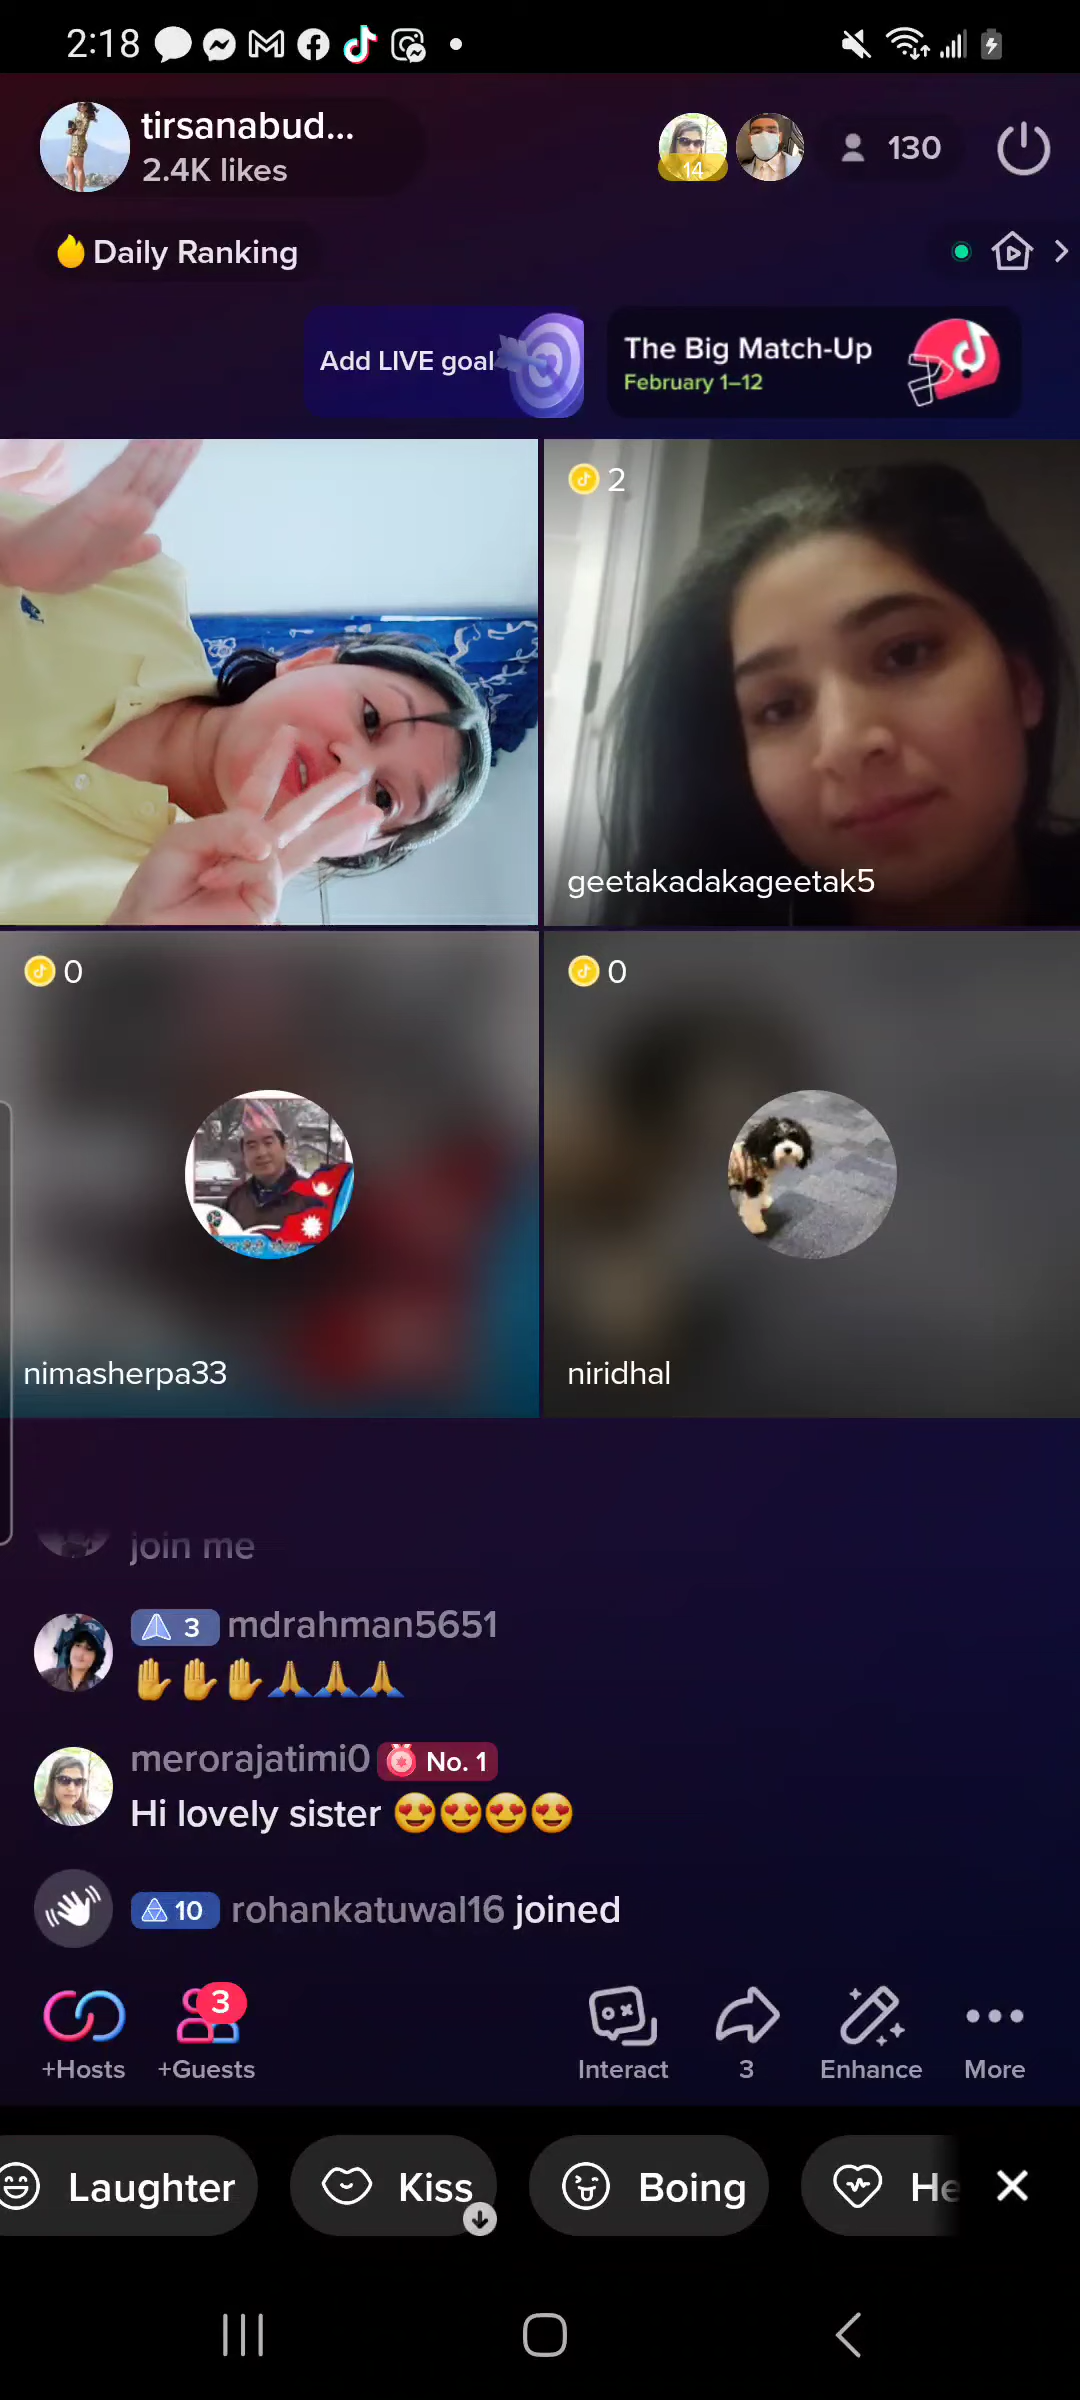 2:18
tirsanabud...
2.4K likes
14
130
Daily Ranking
Add LIVE goal
The Big Match-Up
February 1–12
2
geetakadakageetak5
0
0
nimasherpa33
niridhal
join me
3 mdrahman5651
✋✋✋🙏🙏🙏
merorajatimi0 No. 1
Hi lovely sister 😍😍😍😍
10 rohankatuwal16 joined
3
+Hosts
+Guests
Interact
3
Enhance
More
Laughter
Kiss
Boing
He